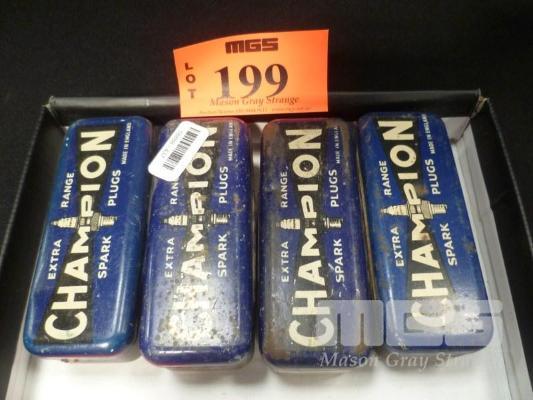 MGS
LOT
199
Mason Gray Strange
EXTRA RANGE
CHAMPION
SPARK PLUGS
MADE IN ENGLAND
EXTRA RANGE
CHAMPION
SPARK PLUGS
MADE IN ENGLAND
EXTRA RANGE
CHAMPION
SPARK PLUGS
MADE IN ENGLAND
EXTRA RANGE
CHAMPION
SPARK PLUGS
MADE IN ENGLAND
MGS
Mason Gray Strange